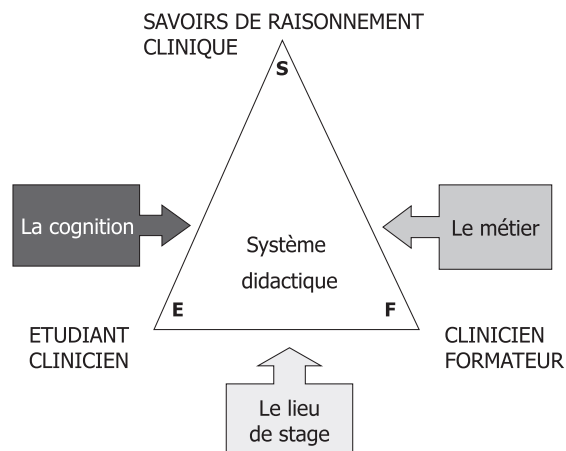 SAVOIRS DE RAISONNEMENT
CLINIQUE
S
La cognition
Le métier
Système
didactique
E
F
ETUDIANT
CLINICIEN
CLINICIEN
FORMATEUR
Le lieu
de stage